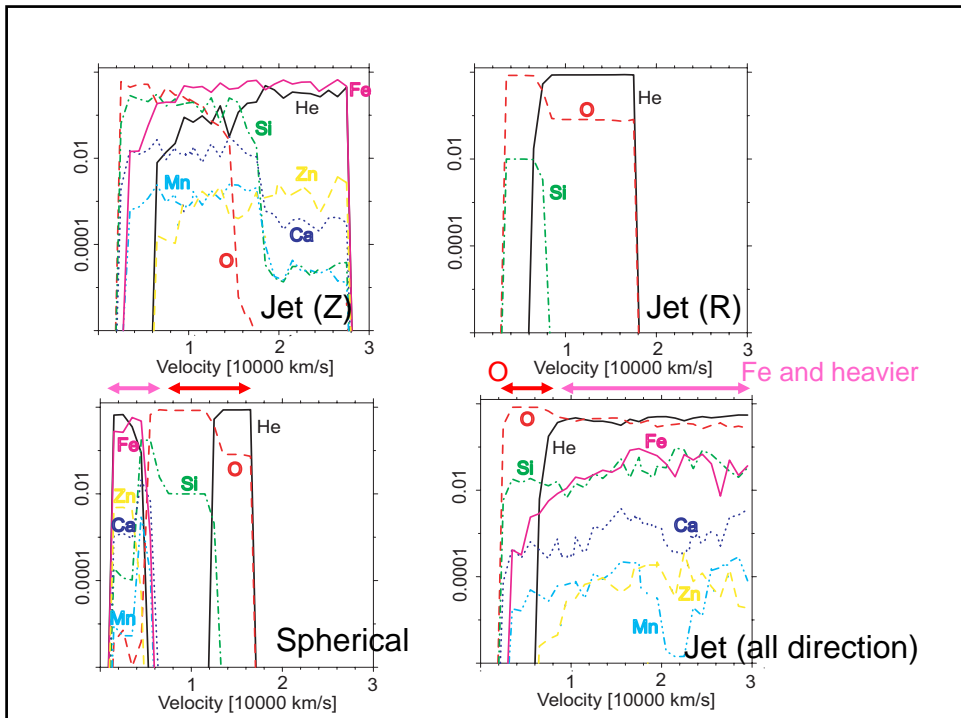 Fe
He
Si
Zn
Mn
Ca
O
0.01
0.0001
Jet (Z)
1 2 3
Velocity [10000 km/s]
He
O
Si
0.01
0.0001
Jet (R)
1 2 3
Velocity [10000 km/s]
O
Fe and heavier
He
Fe
O
Si
Zn
Ca
Mn
0.01
0.0001
Spherical
1 2 3
Velocity [10000 km/s]
O
He
Fe
Si
Ca
Zn
Mn
0.01
0.0001
Jet (all direction)
1 2 3
Velocity [10000 km/s]